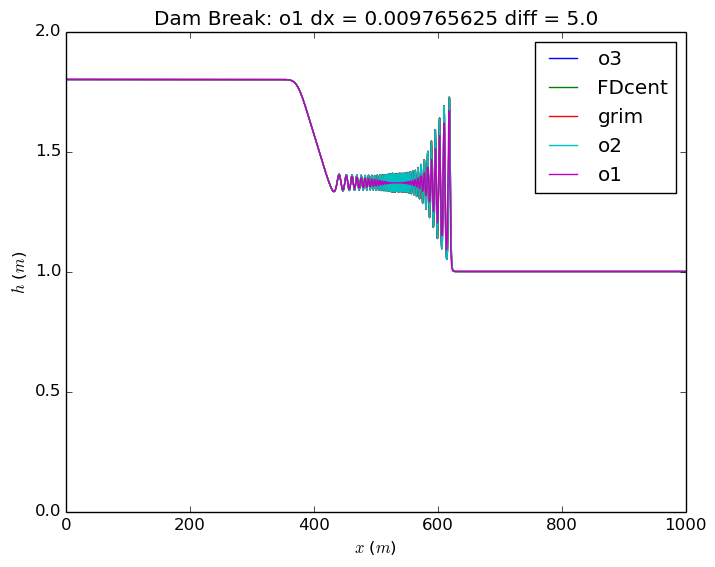 Dam Break: o1 dx = 0.009765625 diff = 5.0
2.0
1.5
1.0
0.5
0.0
h (m)
o3
FDcent
grim
o2
o1
0 200 400 600 800 1000
x (m)